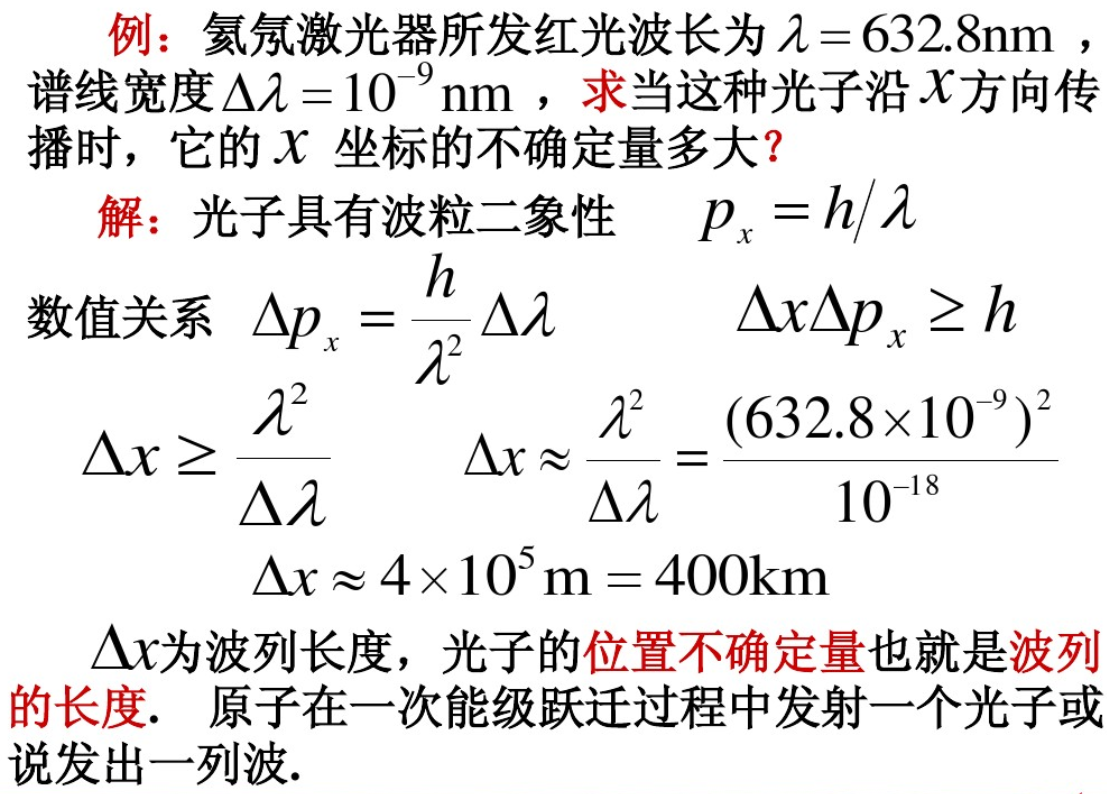 例：氦氖激光器所发红光波长为 λ = 632.8nm ，
谱线宽度 Δλ = 10⁻⁹ nm ，求当这种光子沿 x 方向传
播时，它的 x 坐标的不确定量多大?
解：光子具有波粒二象性 pₓ = h/λ
数值关系 Δpₓ = h/λ² Δλ ΔxΔpₓ ≥ h
Δx ≥ λ²/Δλ Δx ≈ λ²/Δλ = (632.8×10⁻⁹)²/10⁻¹⁸
Δx ≈ 4×10⁵ m = 400km
Δx为波列长度，光子的位置不确定量也就是波列
的长度. 原子在一次能级跃迁过程中发射一个光子或
说发出一列波.